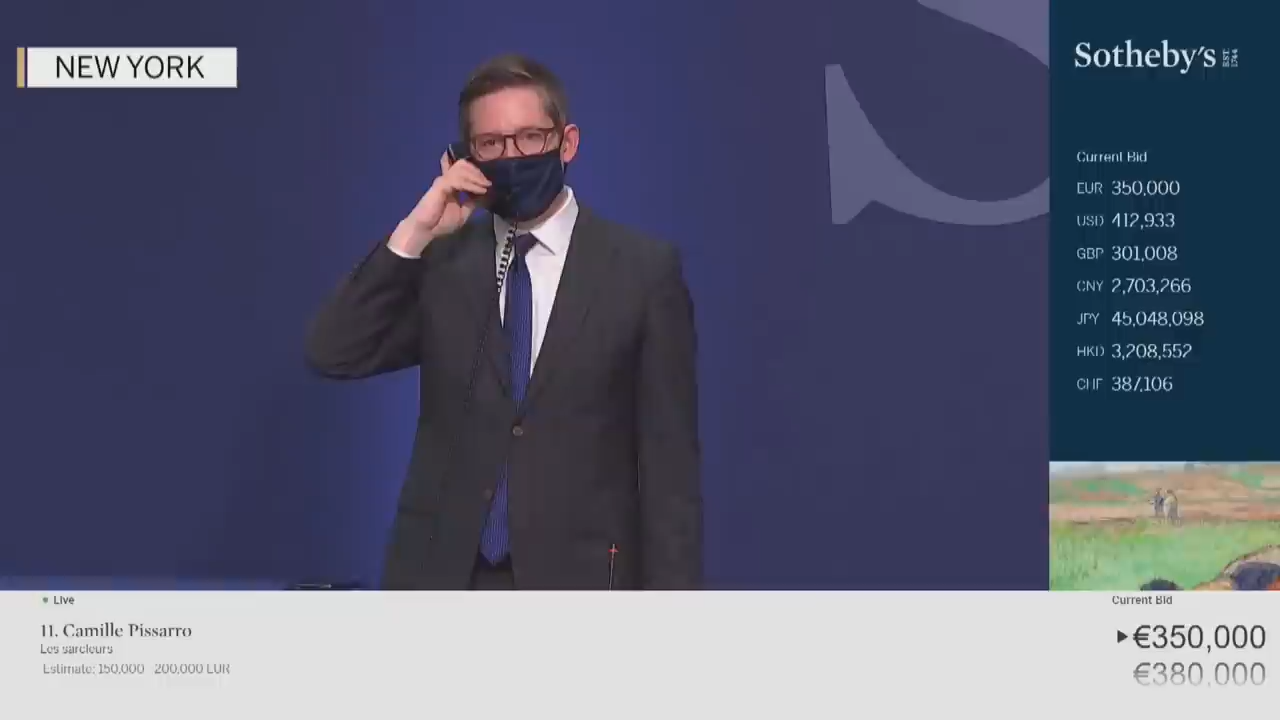 NEW YORK
Sotheby's EST. 1744
Current Bid
EUR 350,000
USD 412,933
GBP 301,008
CNY 2,703,266
JPY 45,048,098
HKD 3,208,552
CHF 387,106
Live
11. Camille Pissarro
Les sarcleurs
Estimate: 150,000 200,000 EUR
Current Bid
€350,000
€380,000